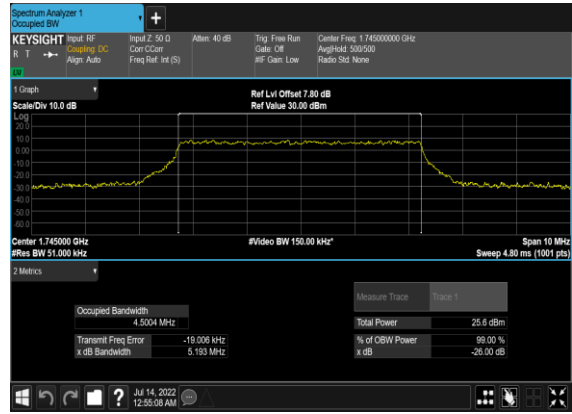 Spectrum Analyzer 1
Occupied BW
KEYSIGHT Input: RF Input Z: 50 Ω Atten: 40 dB Trig: Free Run Center Freq: 1.745000000 GHz
R T Coupling: DC Corr CCorr Gate: Off Avg|Hold: 500/500
Align: Auto Freq Ref: Int (S) #IF Gain: Low Radio Std: None
1 Graph
Ref Lvl Offset 7.80 dB
Scale/Div 10.0 dB Ref Value 30.00 dBm
Log
20.0
10.0
0.00
-10.0
-20.0
-30.0
-40.0
-50.0
-60.0
Center 1.745000 GHz #Video BW 150.00 kHz* Span 10 MHz
#Res BW 51.000 kHz Sweep 4.80 ms (1001 pts)
2 Metrics
Measure Trace Trace 1
Occupied Bandwidth
4.5004 MHz
Total Power 25.6 dBm
Transmit Freq Error -19.006 kHz % of OBW Power 99.00 %
x dB Bandwidth 5.193 MHz x dB -26.00 dB
? Jul 14, 2022
12:55:08 AM